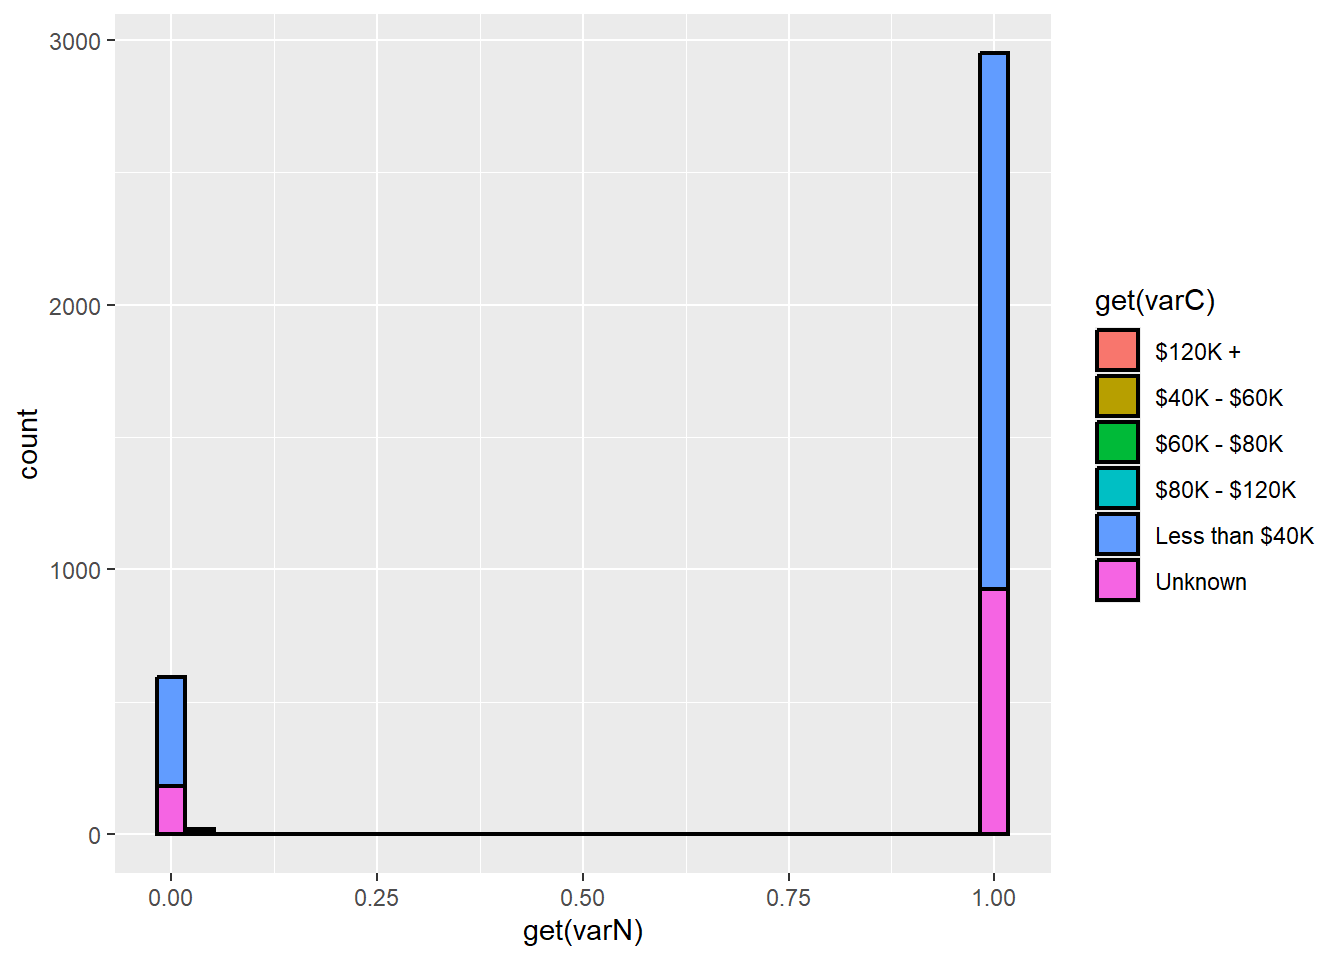 3000
2000
1000
0
count
0.00
0.25
0.50
0.75
1.00
get(varN)
get(varC)
$120K +
$40K - $60K
$60K - $80K
$80K - $120K
Less than $40K
Unknown